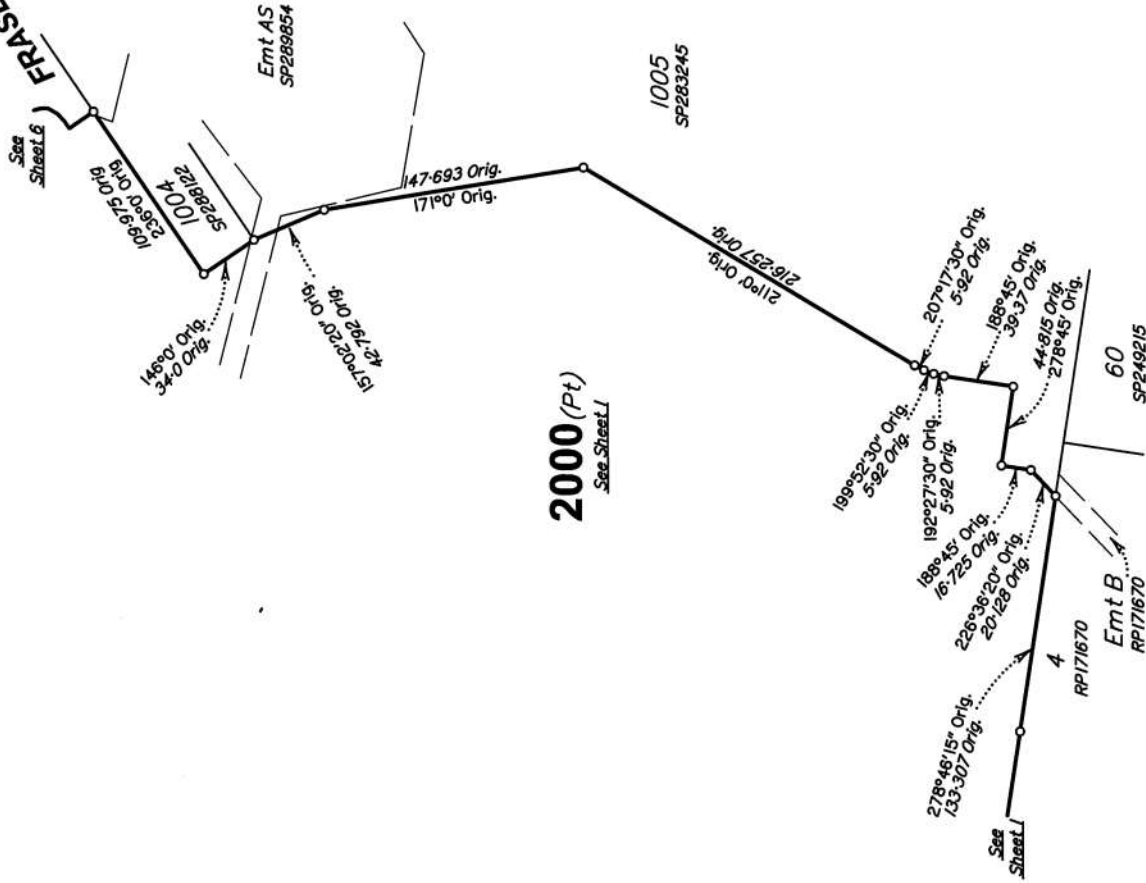 See
Sheet 6
Emt AS
SP289854
109·975 Orig
236°0' Orig
1004
SP288122
146°0' Orig.
34·0 Orig.
157°02'20" Orig.
42·792 Orig.
147·693 Orig.
171°0' Orig.
1005
SP283245
216·257 Orig.
211°0' Orig.
2000 (Pt)
See Sheet 1
207°17'30" Orig.
5·92 Orig.
199°52'30" Orig.
5·92 Orig.
192°27'30" Orig.
5·92 Orig.
188°45' Orig.
39·37 Orig.
44·815 Orig.
278°45' Orig.
188°45' Orig.
16·725 Orig.
226°36'20" Orig.
20·128 Orig.
60
SP249215
278°46'15" Orig.
133·307 Orig.
4
RP171670
Emt B
RP171670
See
Sheet 1